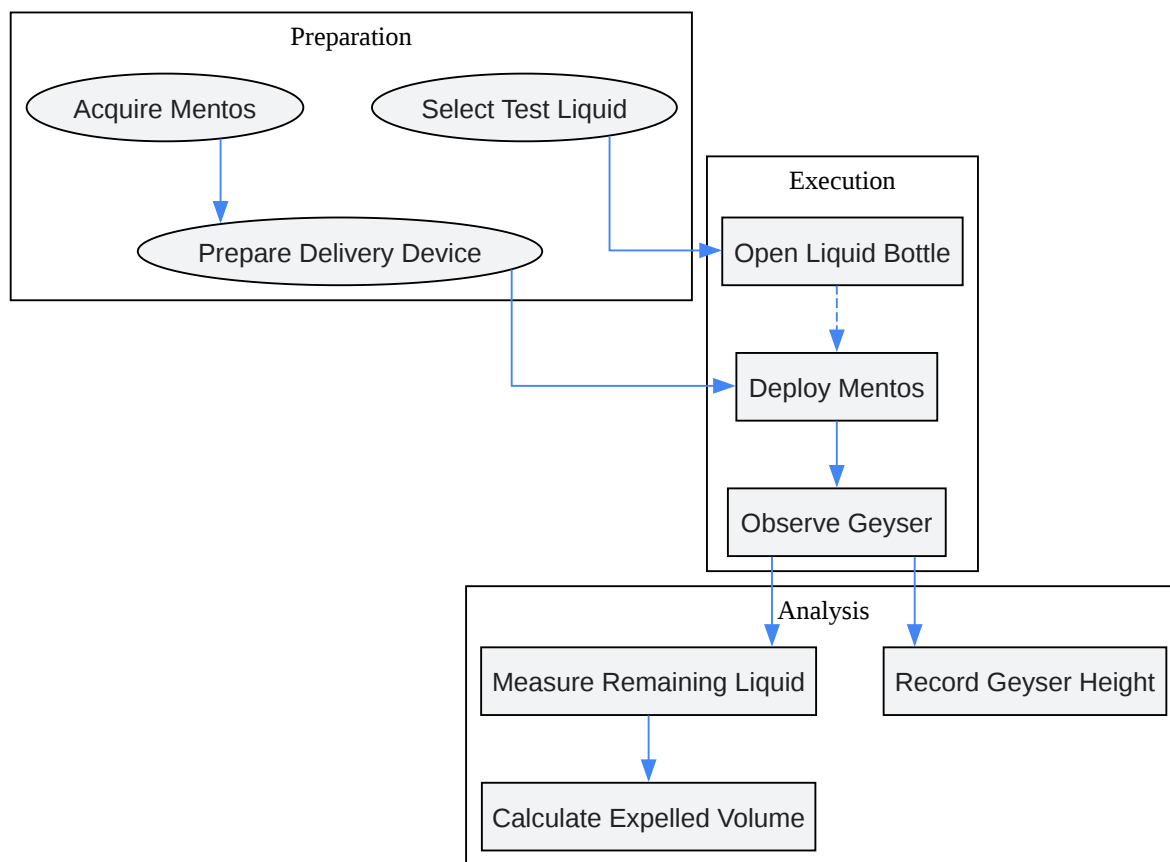 Preparation
Acquire Mentos
Select Test Liquid
Prepare Delivery Device
Execution
Open Liquid Bottle
Deploy Mentos
Observe Geyser
Analysis
Measure Remaining Liquid
Record Geyser Height
Calculate Expelled Volume